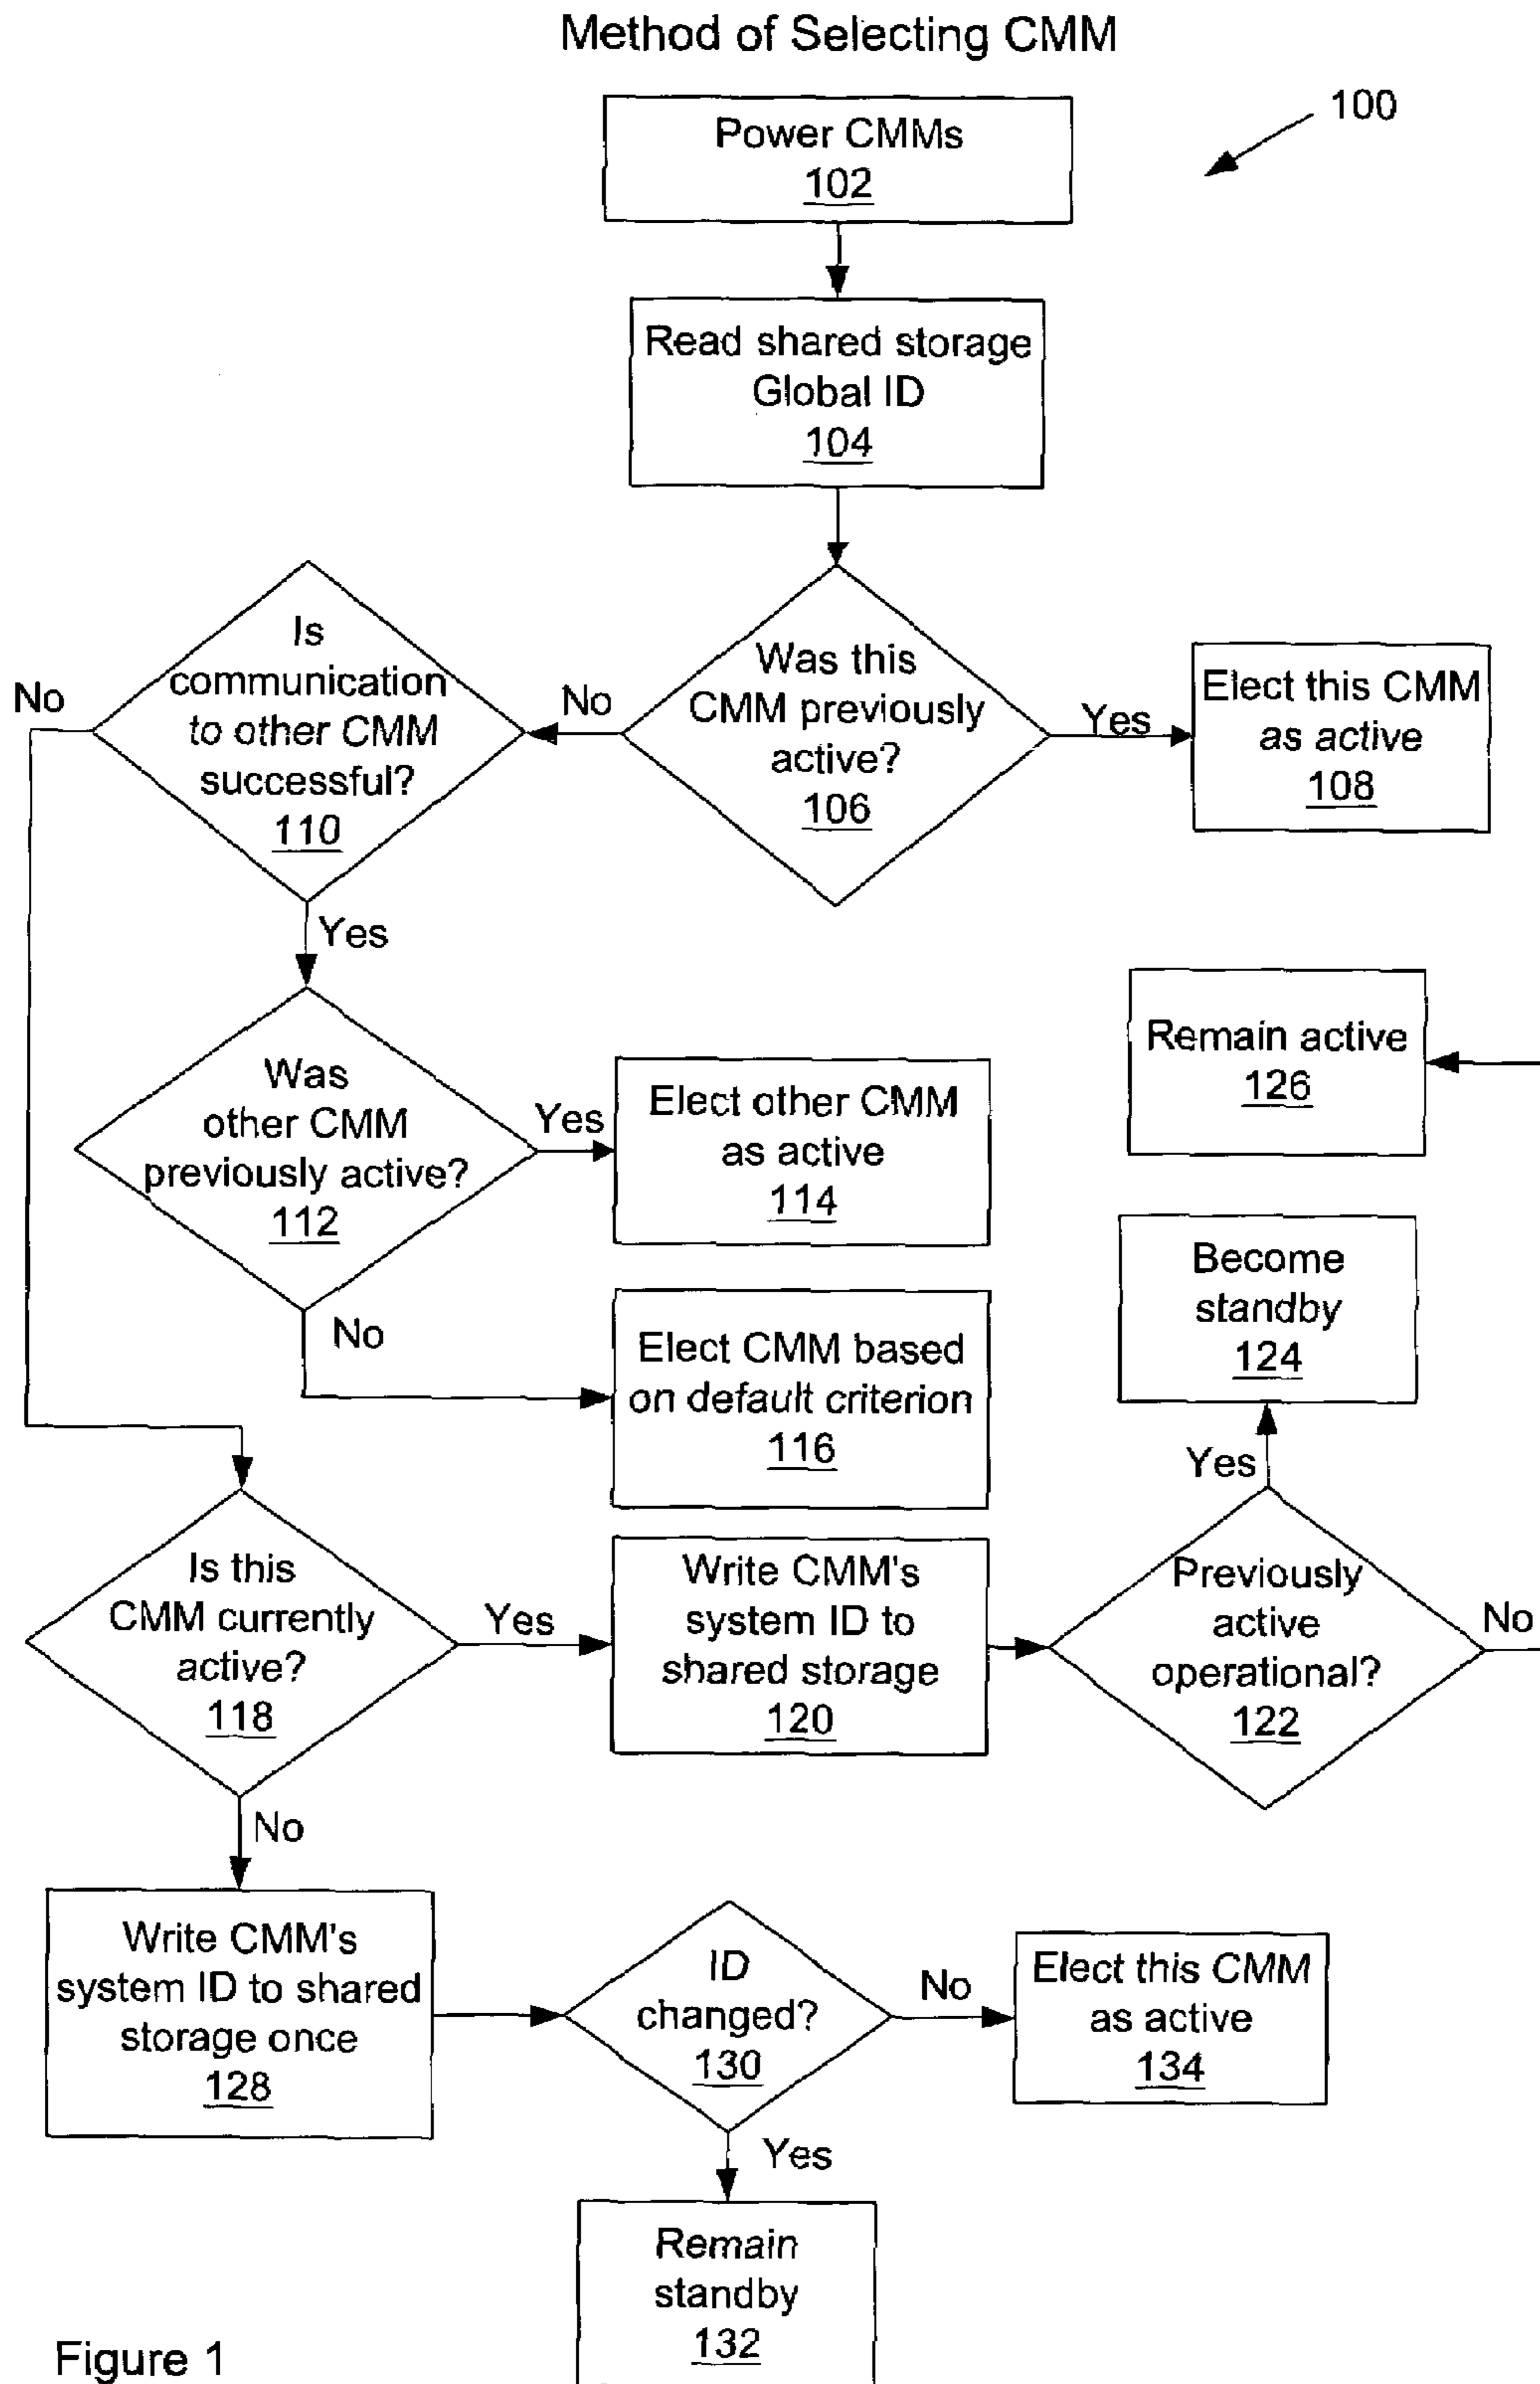 Method of Selecting CMM
100
Power CMMs
102
Read shared storage
Global ID
104
Was this
CMM previously
active?
106
Yes
Elect this CMM
as active
108
No
Is
communication
to other CMM
successful?
110
No
Yes
Was
other CMM
previously active?
112
Yes
Elect other CMM
as active
114
No
Elect CMM based
on default criterion
116
Is this
CMM currently
active?
118
Yes
Write CMM's
system ID to
shared storage
120
Previously
active
operational?
122
Yes
Become
standby
124
No
Remain active
126
No
Write CMM's
system ID to shared
storage once
128
ID
changed?
130
No
Elect this CMM
as active
134
Yes
Remain
standby
132
Figure 1